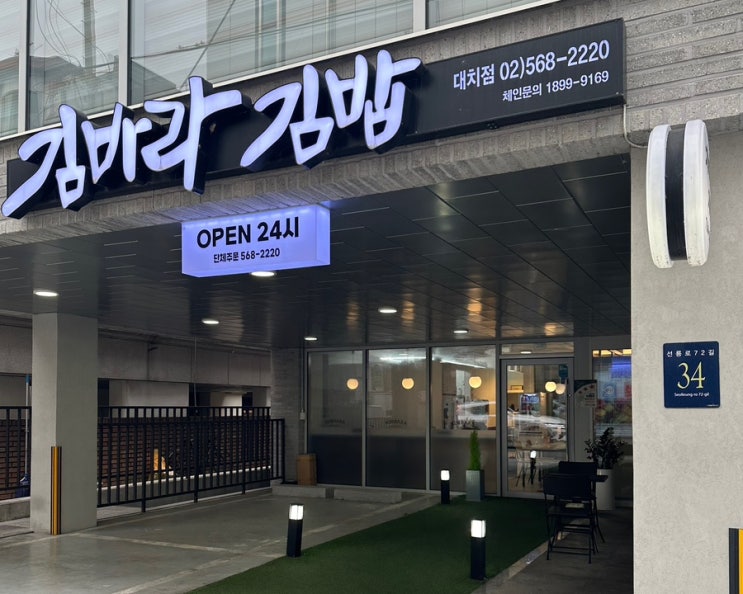 김바라 김밥
대치점 02)568-2220
체인문의 1899-9169
OPEN 24시
단체주문 568-2220
선릉로72길
34
Seolleung-ro 72-gil